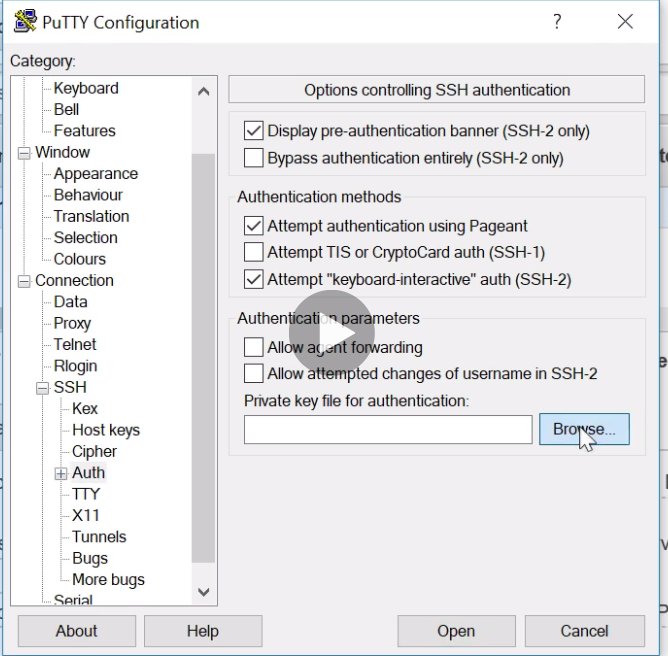 PuTTY Configuration
?
Category:
Keyboard
Bell
Features
Window
Appearance
Behaviour
Translation
Selection
Colours
Connection
Data
Proxy
Telnet
Rlogin
SSH
Kex
Host keys
Cipher
Auth
TTY
X11
Tunnels
Bugs
More bugs
Serial
Options controlling SSH authentication
Display pre-authentication banner (SSH-2 only)
Bypass authentication entirely (SSH-2 only)
Authentication methods
Attempt authentication using Pageant
Attempt TIS or CryptoCard auth (SSH-1)
Attempt "keyboard-interactive" auth (SSH-2)
Authentication parameters
Allow agent forwarding
Allow attempted changes of username in SSH-2
Private key file for authentication:
Browse...
About
Help
Open
Cancel